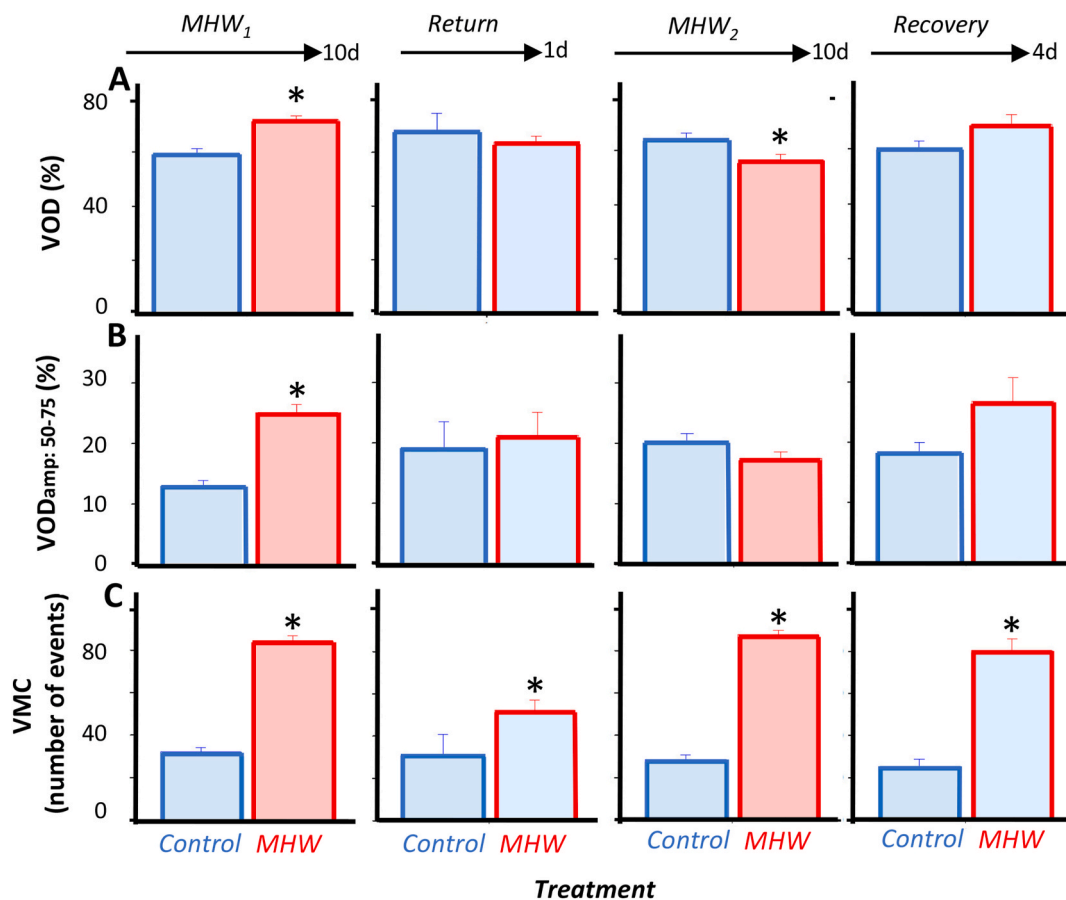 MHW1 Return MHW2 Recovery
10d 1d 10d 4d
A
VOD (%)
80
40
0
*
*
B
VODamp: 50-75 (%)
30
20
10
0
*
C
VMC
(number of events)
80
40
0
*
*
*
*
Control MHW Control MHW Control MHW Control MHW
Treatment